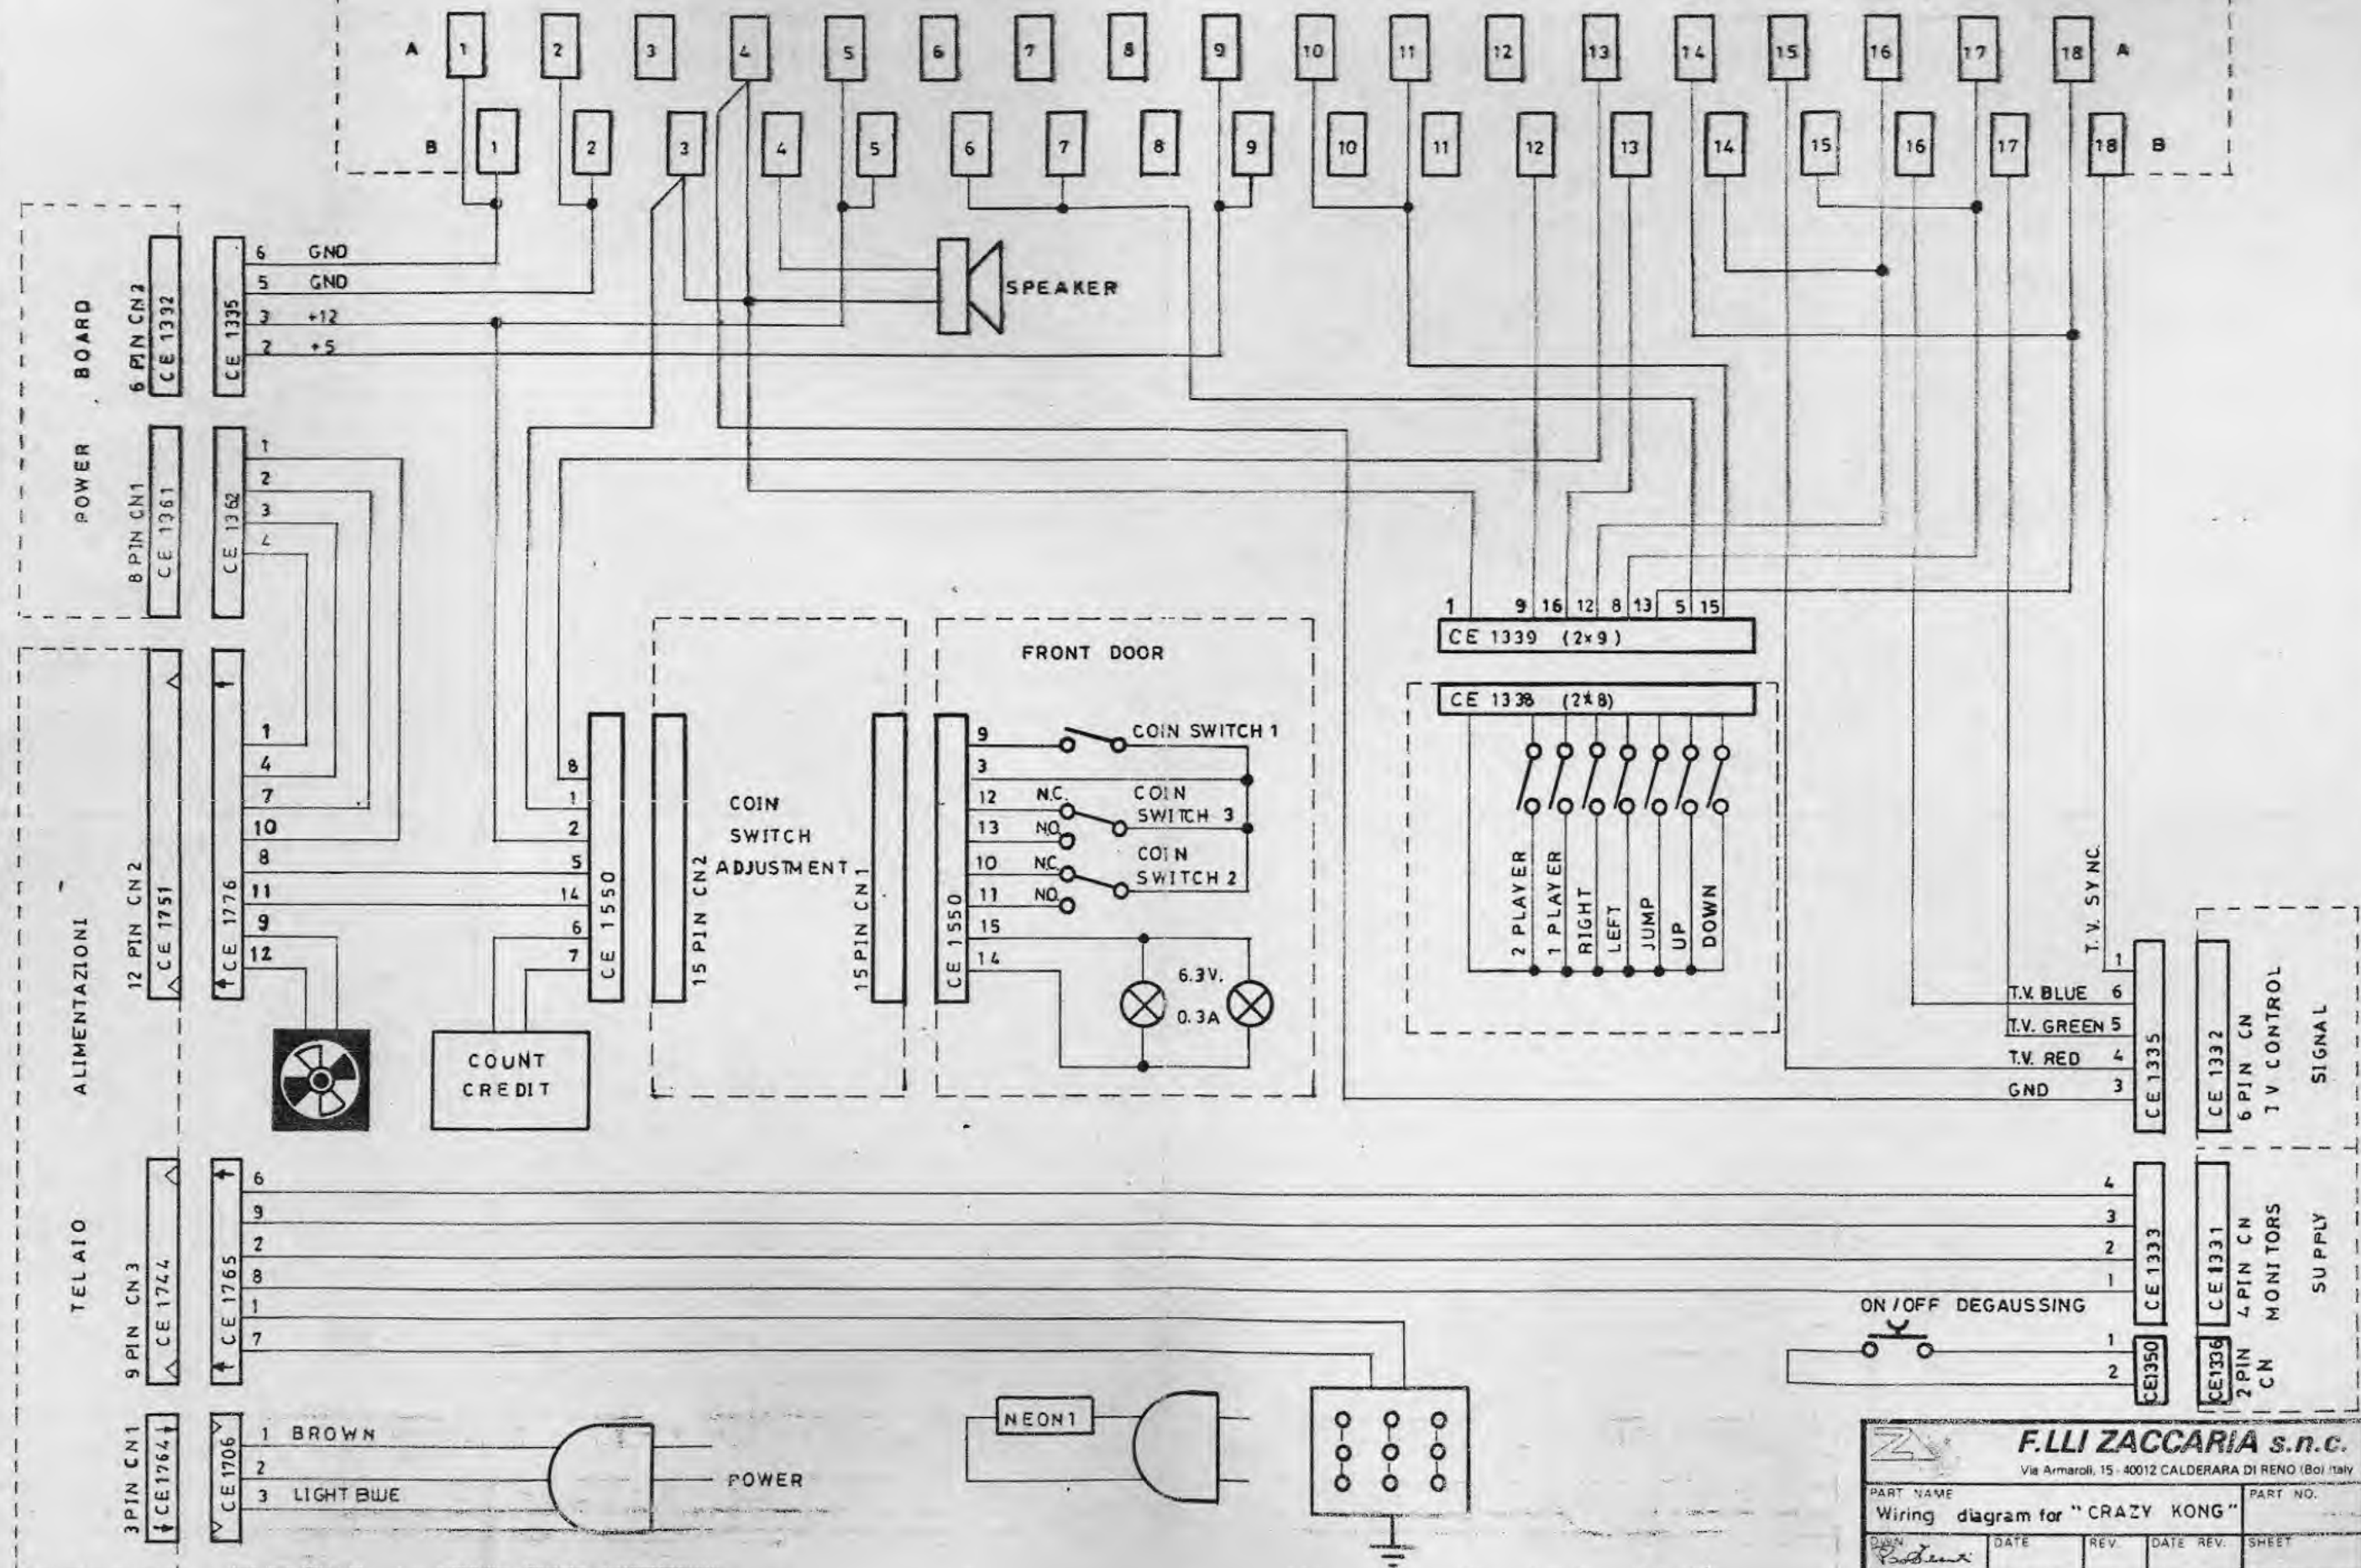 A 1 2 3 4 5 6 7 8 9 10 11 12 13 14 15 16 17 18 A
B 1 2 3 4 5 6 7 8 9 10 11 12 13 14 15 16 17 18 B
POWER BOARD
6 PIN CN2
CE 1332
CE 1335
6 GND
5 GND
3 +12
2 +5
SPEAKER
8 PIN CN1
CE 1361
CE 1362
1
2
3
4
TELAIO ALIMENTAZIONI
12 PIN CN 2
CE 1751
CE 1776
1
4
7
10
8
11
9
12
COUNT
CREDIT
8
1
2
5
14
6
7
CE 1550
15 PIN CN2
COIN
SWITCH
ADJUSTMENT
15 PIN CN1
FRONT DOOR
CE 1550
9 COIN SWITCH 1
3
12 N.C. COIN
SWITCH 3
13 N.O.
10 N.C. COIN
SWITCH 2
11 N.O.
15
14
6.3V.
0.3A
1 9 16 12 8 13 5 15
CE 1339 (2x9)
CE 1338 (2x8)
2 PLAYER
1 PLAYER
RIGHT
LEFT
JUMP
UP
DOWN
T.V. SYNC.
1
T.V. BLUE 6
T.V. GREEN 5
T.V. RED 4
GND 3
CE 1335
CE 1332
6 PIN CN
T V CONTROL
SIGNAL
9 PIN CN 3
CE 1744
CE 1765
6
9
2
8
1
7
4
3
2
1
CE 1333
CE 1331
4 PIN CN
MONITORS
SUPPLY
ON/OFF DEGAUSSING
1
2
CE1350
CE1336
2 PIN
CN
3 PIN CN1
CE 1764
CE 1706
1 BROWN
2
3 LIGHT BLUE
POWER
NEON1
F.LLI ZACCARIA s.n.c.
Via Armaroli, 15 - 40012 CALDERARA DI RENO (Bo) Italy
PART NAME
Wiring diagram for "CRAZY KONG"
PART NO.
DWN.
DATE
REV.
DATE REV.
SHEET